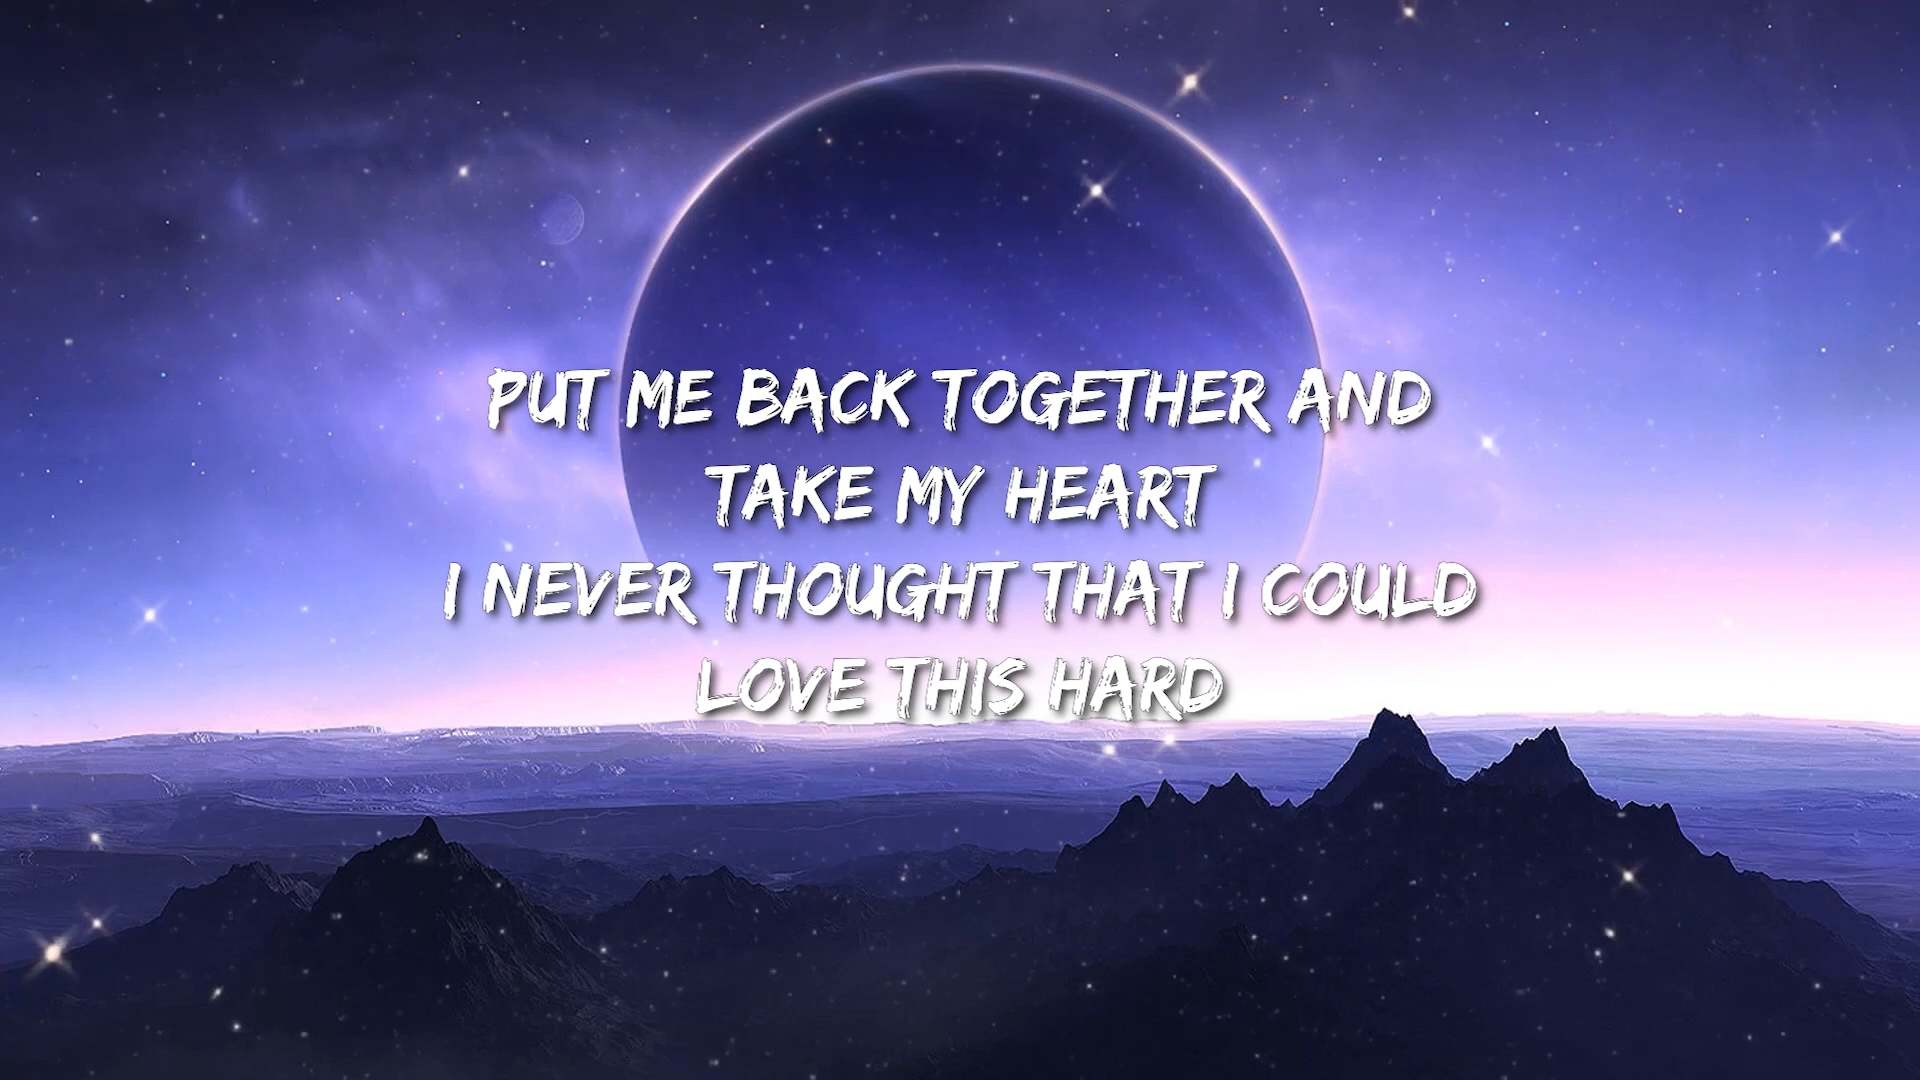 PUT ME BACK TOGETHER AND
TAKE MY HEART
I NEVER THOUGHT THAT I COULD
LOVE THIS HARD